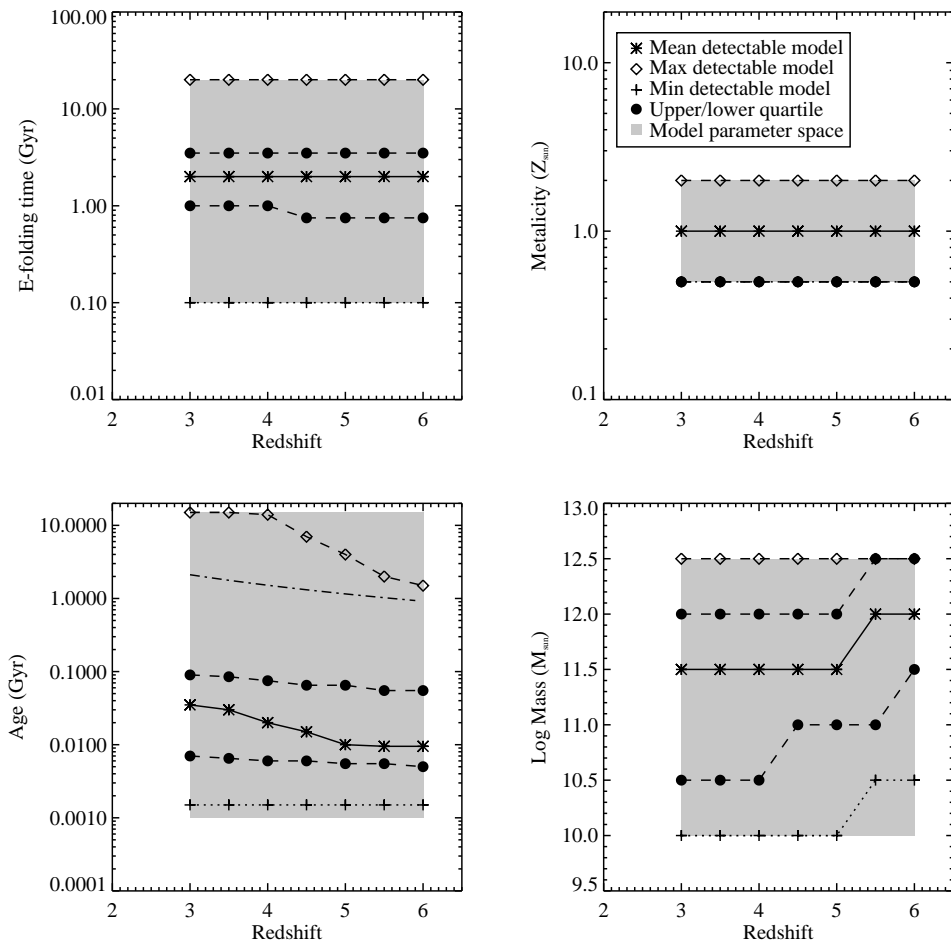 100.00
10.00
1.00
0.10
0.01
E-folding time (Gyr)
2 3 4 5 6
Redshift
10.0
1.0
0.1
Metalicity (Zsun)
Mean detectable model
Max detectable model
Min detectable model
Upper/lower quartile
Model parameter space
2 3 4 5 6
Redshift
10.0000
1.0000
0.1000
0.0100
0.0010
0.0001
Age (Gyr)
2 3 4 5 6
Redshift
13.0
12.5
12.0
11.5
11.0
10.5
10.0
9.5
Log Mass (Msun)
2 3 4 5 6
Redshift